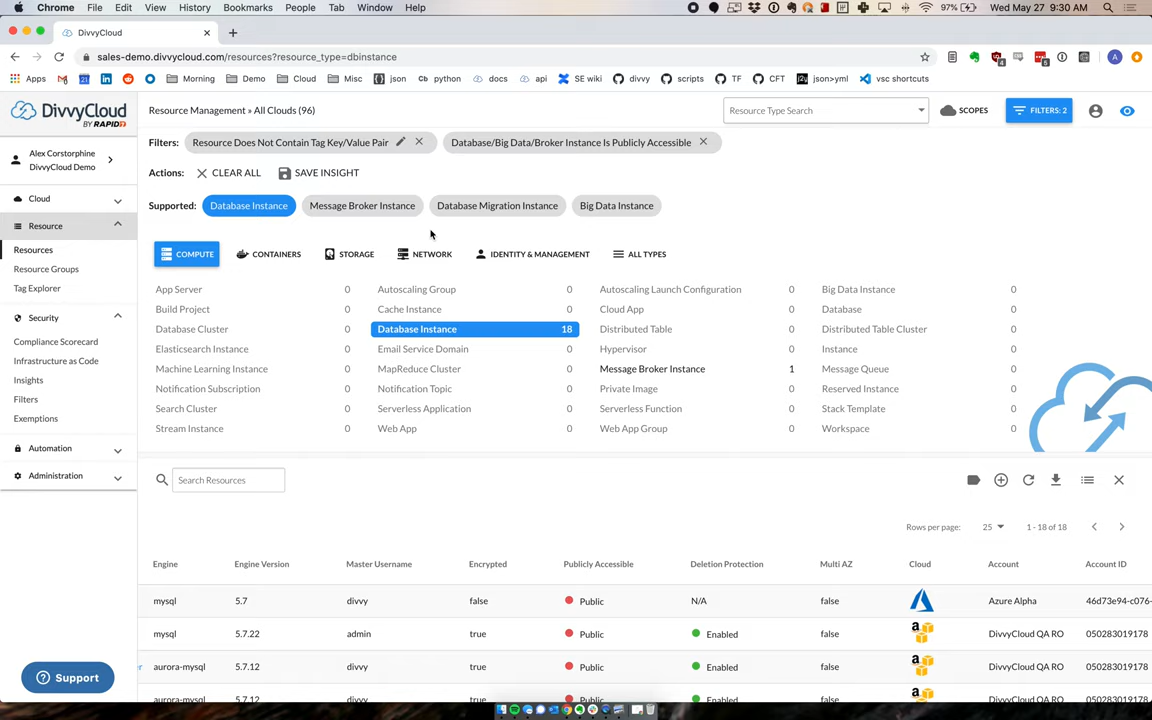 Chrome File Edit View History Bookmarks People Tab Window Help 97% Wed May 27 9:30 AM
DivvyCloud
sales-demo.divvycloud.com/resources?resource_type=dbinstance
Apps Morning Demo Cloud Misc json python docs api SE wiki divvy scripts TF CFT json>yml vsc shortcuts
DivvyCloud
BY RAPID7
Resource Management » All Clouds (96)
Resource Type Search
SCOPES
FILTERS: 2
Alex Corstorphine
DivvyCloud Demo
Cloud
Resource
Resources
Resource Groups
Tag Explorer
Security
Compliance Scorecard
Infrastructure as Code
Insights
Filters
Exemptions
Automation
Administration
Support
Filters: Resource Does Not Contain Tag Key/Value Pair Database/Big Data/Broker Instance Is Publicly Accessible
Actions: CLEAR ALL SAVE INSIGHT
Supported: Database Instance Message Broker Instance Database Migration Instance Big Data Instance
COMPUTE CONTAINERS STORAGE NETWORK IDENTITY & MANAGEMENT ALL TYPES
App Server 0 Autoscaling Group 0 Autoscaling Launch Configuration 0 Big Data Instance 0
Build Project 0 Cache Instance 0 Cloud App 0 Database 0
Database Cluster 0 Database Instance 18 Distributed Table 0 Distributed Table Cluster 0
Elasticsearch Instance 0 Email Service Domain 0 Hypervisor 0 Instance 0
Machine Learning Instance 0 MapReduce Cluster 0 Message Broker Instance 1 Message Queue 0
Notification Subscription 0 Notification Topic 0 Private Image 0 Reserved Instance 0
Search Cluster 0 Serverless Application 0 Serverless Function 0 Stack Template 0
Stream Instance 0 Web App 0 Web App Group 0 Workspace 0
Search Resources
Rows per page: 25 1 - 18 of 18
Engine Engine Version Master Username Encrypted Publicly Accessible Deletion Protection Multi AZ Cloud Account Account ID
mysql 5.7 divvy false Public N/A false Azure Alpha 46d73e94-c076-
mysql 5.7.22 admin true Public Enabled false DivvyCloud QA RO 050283019178
aurora-mysql 5.7.12 divvy true Public Enabled false DivvyCloud QA RO 050283019178
aurora-mysql 5.7.12 divvy true Public Enabled false DivvyCloud QA RO 050283019178